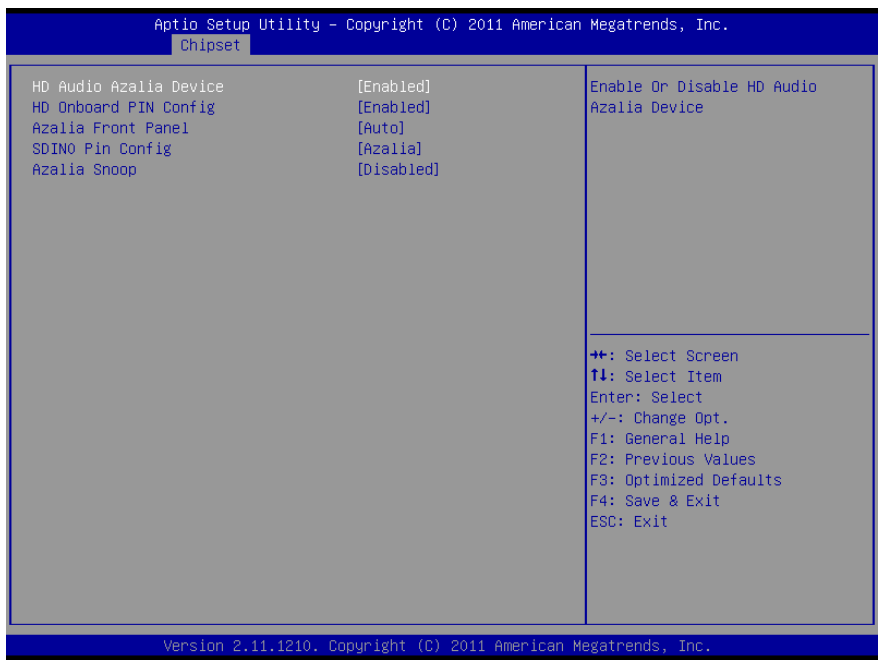 Aptio Setup Utility – Copyright (C) 2011 American Megatrends, Inc.
Chipset
HD Audio Azalia Device [Enabled]
HD Onboard PIN Config [Enabled]
Azalia Front Panel [Auto]
SDIN0 Pin Config [Azalia]
Azalia Snoop [Disabled]
Enable Or Disable HD Audio
Azalia Device
→←: Select Screen
↑↓: Select Item
Enter: Select
+/-: Change Opt.
F1: General Help
F2: Previous Values
F3: Optimized Defaults
F4: Save & Exit
ESC: Exit
Version 2.11.1210. Copyright (C) 2011 American Megatrends, Inc.